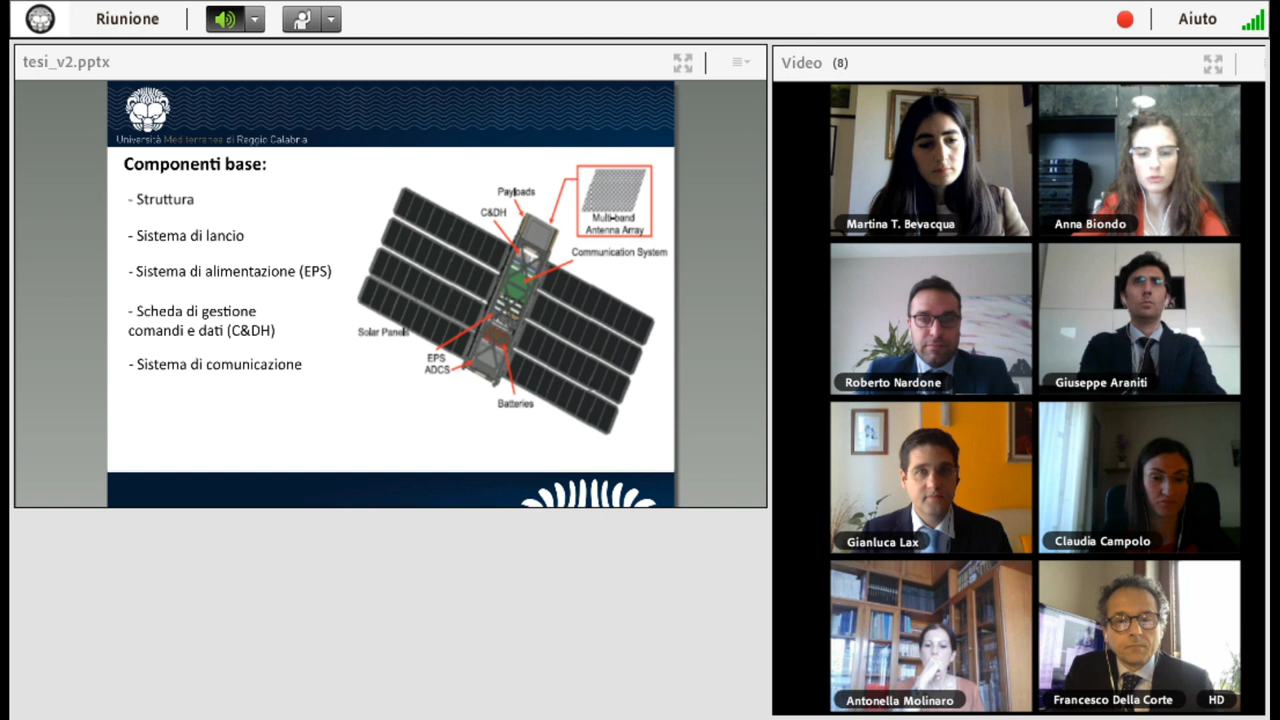 Riunione
Aiuto
tesi_v2.pptx
Video (8)
Università Mediterranea di Reggio Calabria
Componenti base:
- Struttura
- Sistema di lancio
- Sistema di alimentazione (EPS)
- Scheda di gestione
comandi e dati (C&DH)
- Sistema di comunicazione
Payloads
C&DH
Multi-band
Antenna Array
Communication System
Solar Panels
EPS
ADCS
Batteries
Martina T. Bevacqua
Anna Biondo
Roberto Nardone
Giuseppe Araniti
Gianluca Lax
Claudia Campolo
Antonella Molinaro
Francesco Della Corte
HD